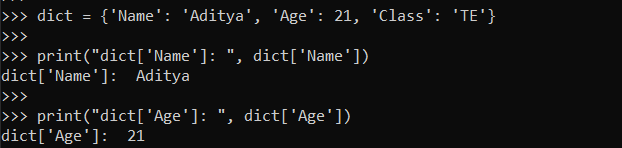 >>> dict = {'Name': 'Aditya', 'Age': 21, 'Class': 'TE'}
>>>
>>> print("dict['Name']: ", dict['Name'])
dict['Name']:  Aditya
>>>
>>> print("dict['Age']: ", dict['Age'])
dict['Age']:  21